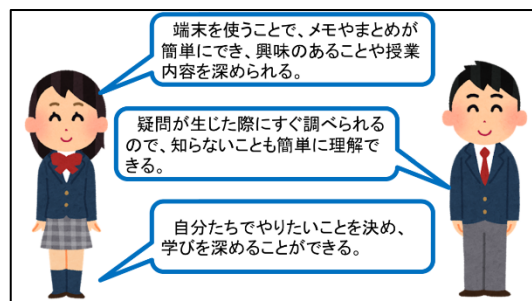 端末を使うことで、メモやまとめが
簡単にでき、興味のあることや授業
内容を深められる。
疑問が生じた際にすぐ調べられる
ので、知らないことも簡単に理解で
きる。
自分たちでやりたいことを決め、
学びを深めることができる。